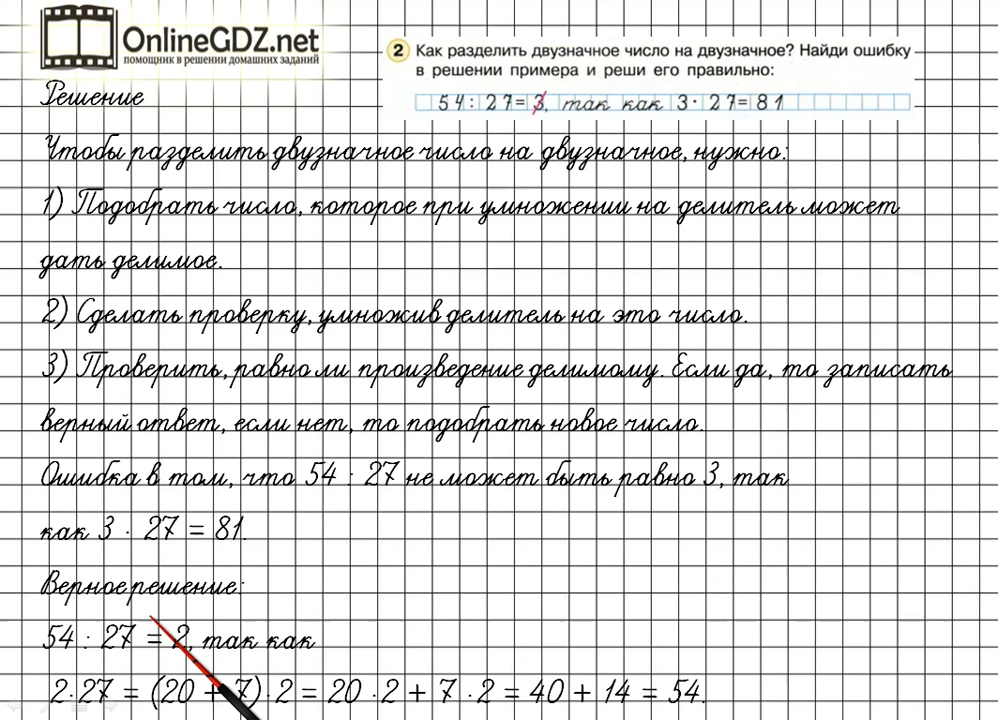 OnlineGDZ.net
помощник в решении домашних заданий
2 Как разделить двузначное число на двузначное? Найди ошибку
в решении примера и реши его правильно:
54 : 27 = 3, так как 3 · 27 = 81
Решение
Чтобы разделить двузначное число на двузначное, нужно:
1) Подобрать число, которое при умножении на делитель может
дать делимое.
2) Сделать проверку, умножив делитель на это число.
3) Проверить, равно ли произведение делимому. Если да, то записать
верный ответ, если нет, то подобрать новое число.
Ошибка в том, что 54 : 27 не может быть равно 3, так
как 3 · 27 = 81.
Верное решение:
54 : 27 = 2, так как
2·27 = (20 + 7)·2 = 20 ·2 + 7 ·2 = 40 + 14 = 54.